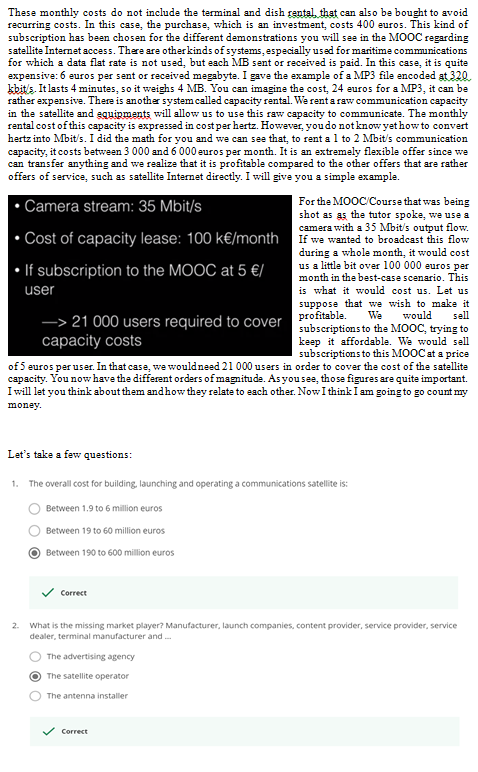 These monthly costs do not include the terminal and dish rental, that can also be bought to avoid
recurring costs. In this case, the purchase, which is an investment, costs 400 euros. This kind of
subscription has been chosen for the different demonstrations you will see in the MOOC regarding
satellite Internet access. There are other kinds of systems, especially used for maritime communications
for which a data flat rate is not used, but each MB sent or received is paid. In this case, it is quite
expensive: 6 euros per sent or received megabyte. I gave the example of a MP3 file encoded at 320
kbit/s. It lasts 4 minutes, so it weighs 4 MB. You can imagine the cost, 24 euros for a MP3, it can be
rather expensive. There is another system called capacity rental. We rent a raw communication capacity
in the satellite and equipments will allow us to use this raw capacity to communicate. The monthly
rental cost of this capacity is expressed in cost per hertz. However, you do not know yet how to convert
hertz into Mbit/s. I did the math for you and we can see that, to rent a 1 to 2 Mbit/s communication
capacity, it costs between 3 000 and 6 000 euros per month. It is an extremely flexible offer since we
can transfer anything and we realize that it is profitable compared to the other offers that are rather
offers of service, such as satellite Internet directly. I will give you a simple example.
• Camera stream: 35 Mbit/s
• Cost of capacity lease: 100 k€/month
• If subscription to the MOOC at 5 €/
user
—> 21 000 users required to cover
capacity costs
For the MOOC/Course that was being
shot as as the tutor spoke, we use a
camera with a 35 Mbit/s output flow.
If we wanted to broadcast this flow
during a whole month, it would cost
us a little bit over 100 000 euros per
month in the best-case scenario. This
is what it would cost us. Let us
suppose that we wish to make it
profitable. We would sell
subscriptions to the MOOC, trying to
keep it affordable. We would sell
subscriptions to this MOOC at a price
of 5 euros per user. In that case, we would need 21 000 users in order to cover the cost of the satellite
capacity. You now have the different orders of magnitude. As you see, those figures are quite important.
I will let you think about them and how they relate to each other. Now I think I am going to go count my
money.
Let's take a few questions:
1. The overall cost for building, launching and operating a communications satellite is:
Between 1.9 to 6 million euros
Between 19 to 60 million euros
Between 190 to 600 million euros
Correct
2. What is the missing market player? Manufacturer, launch companies, content provider, service provider, service
dealer, terminal manufacturer and ...
The advertising agency
The satellite operator
The antenna installer
Correct